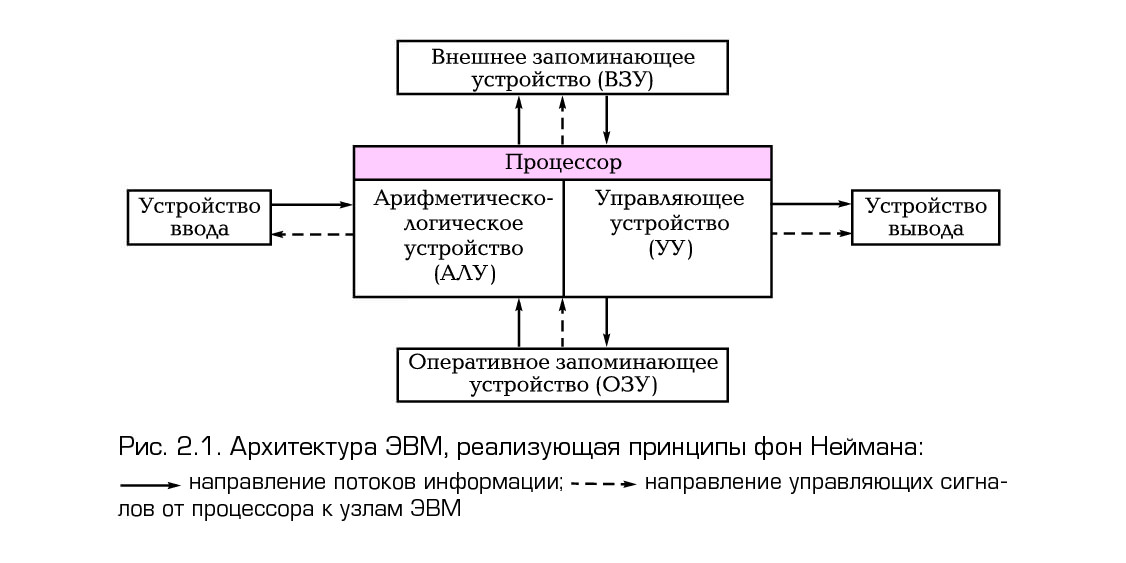 Внешнее запоминающее
устройство (ВЗУ)
Процессор
Устройство
ввода
Арифметическо-
логическое
устройство
(АЛУ)
Управляющее
устройство
(УУ)
Устройство
вывода
Оперативное запоминающее
устройство (ОЗУ)
Рис. 2.1. Архитектура ЭВМ, реализующая принципы фон Неймана:
направление потоков информации; направление управляющих сигна-
лов от процессора к узлам ЭВМ